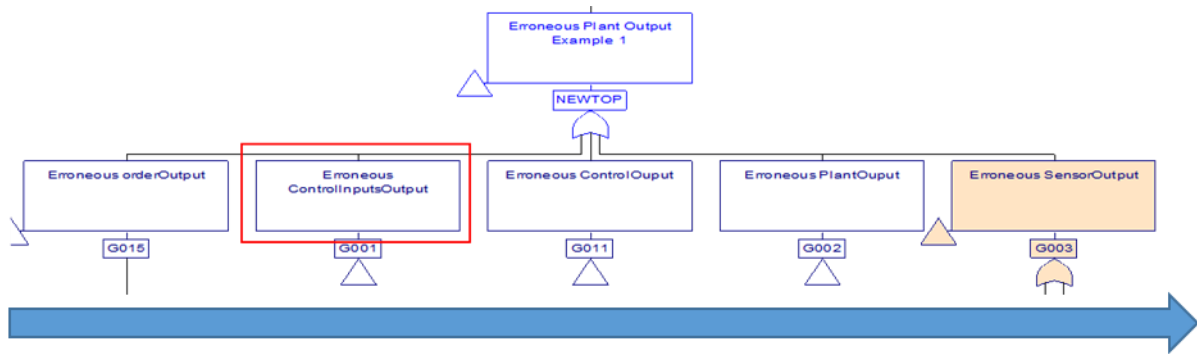 Erroneous Plant Output
Example 1
NEWTOP
Erroneous orderOutput
Erroneous
ControlInputsOutput
Erroneous ControlOuput
Erroneous PlantOuput
Erroneous SensorOutput
G015
G001
G011
G002
G003